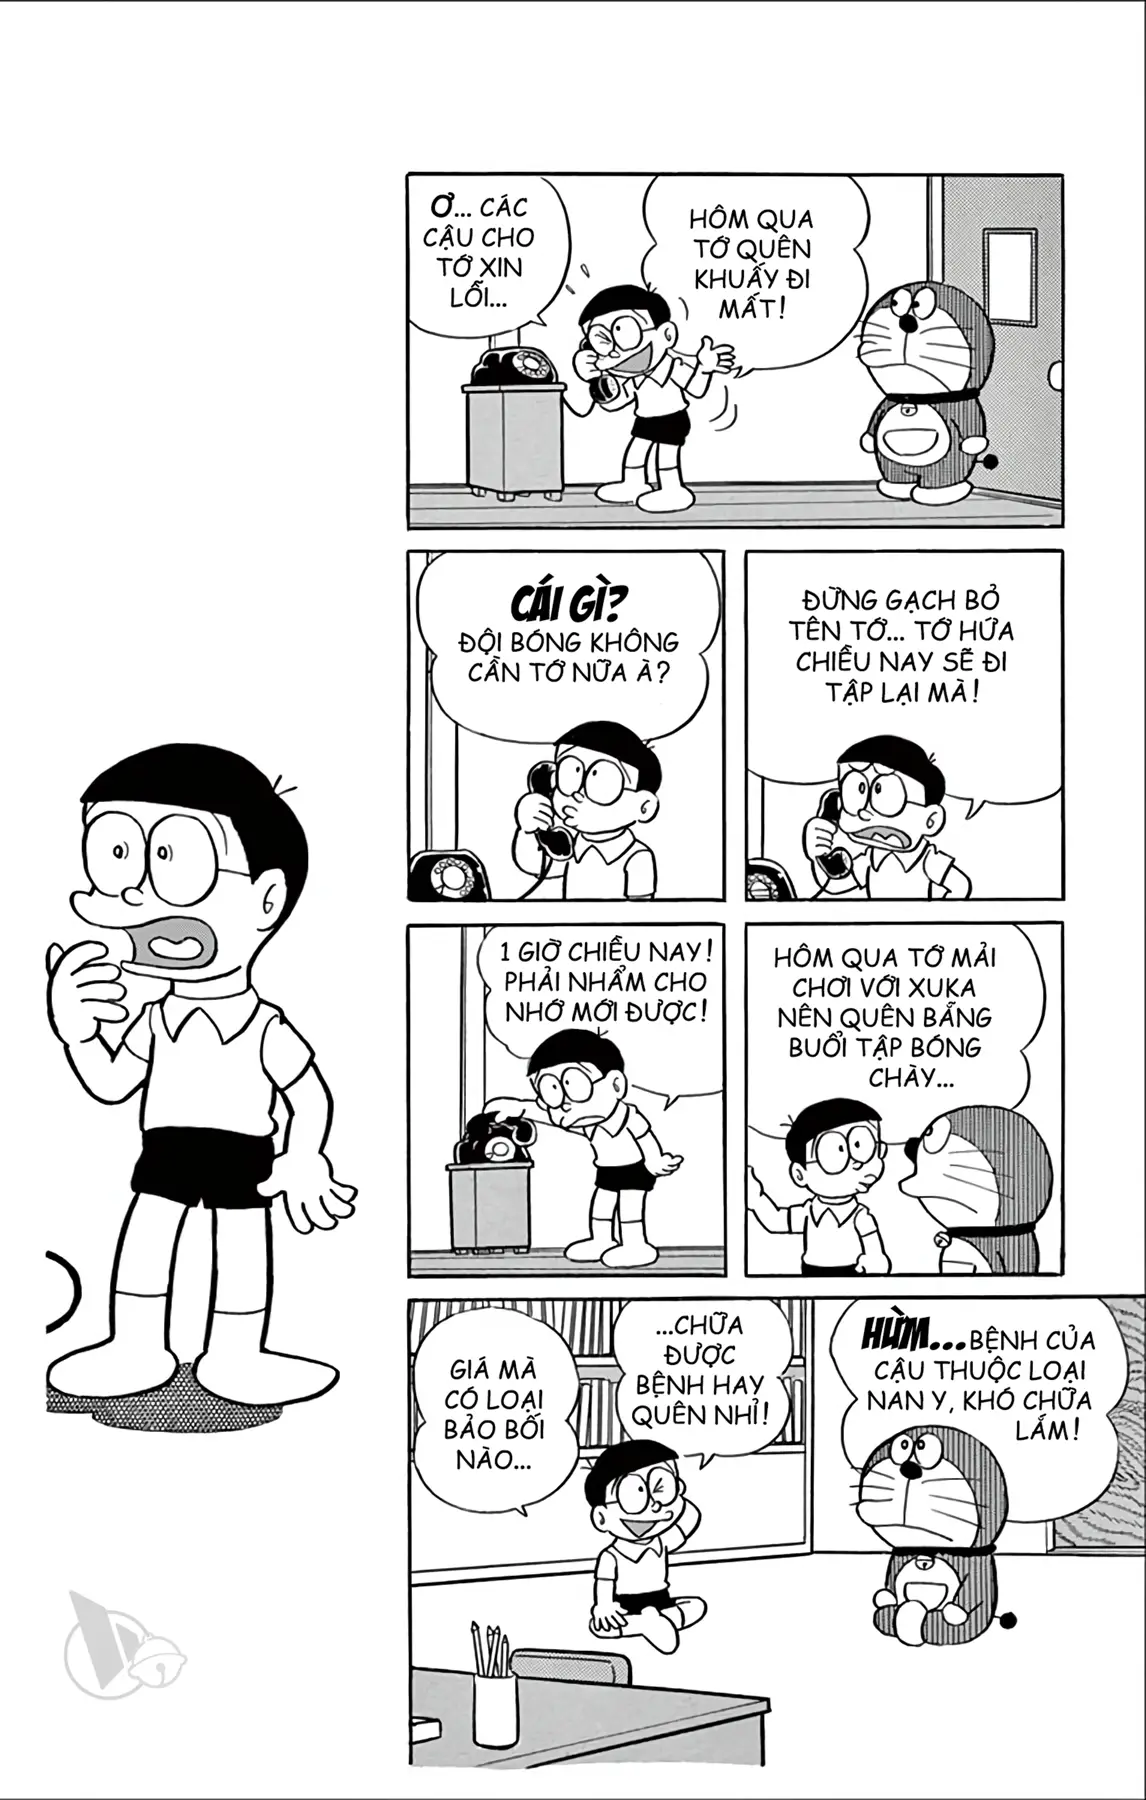 Ơ... CÁC
CẬU CHO
TỚ XIN
LỖI...
HÔM QUA
TỚ QUÊN
KHUẤY ĐI
MẤT!
CÁI GÌ?
ĐỘI BÓNG KHÔNG
CẦN TỚ NỮA À?
ĐỪNG GẠCH BỎ
TÊN TỚ... TỚ HỨA
CHIỀU NAY SẼ ĐI
TẬP LẠI MÀ!
1 GIỜ CHIỀU NAY!
PHẢI NHẨM CHO
NHỚ MỚI ĐƯỢC!
HÔM QUA TỚ MẢI
CHƠI VỚI XUKA
NÊN QUÊN BẴNG
BUỔI TẬP BÓNG
CHÀY...
GIÁ MÀ
CÓ LOẠI
BẢO BỐI
NÀO...
...CHỮA
ĐƯỢC
BỆNH HAY
QUÊN NHỈ!
HỪM...BỆNH CỦA
CẬU THUỘC LOẠI
NAN Y, KHÓ CHỮA
LẮM!